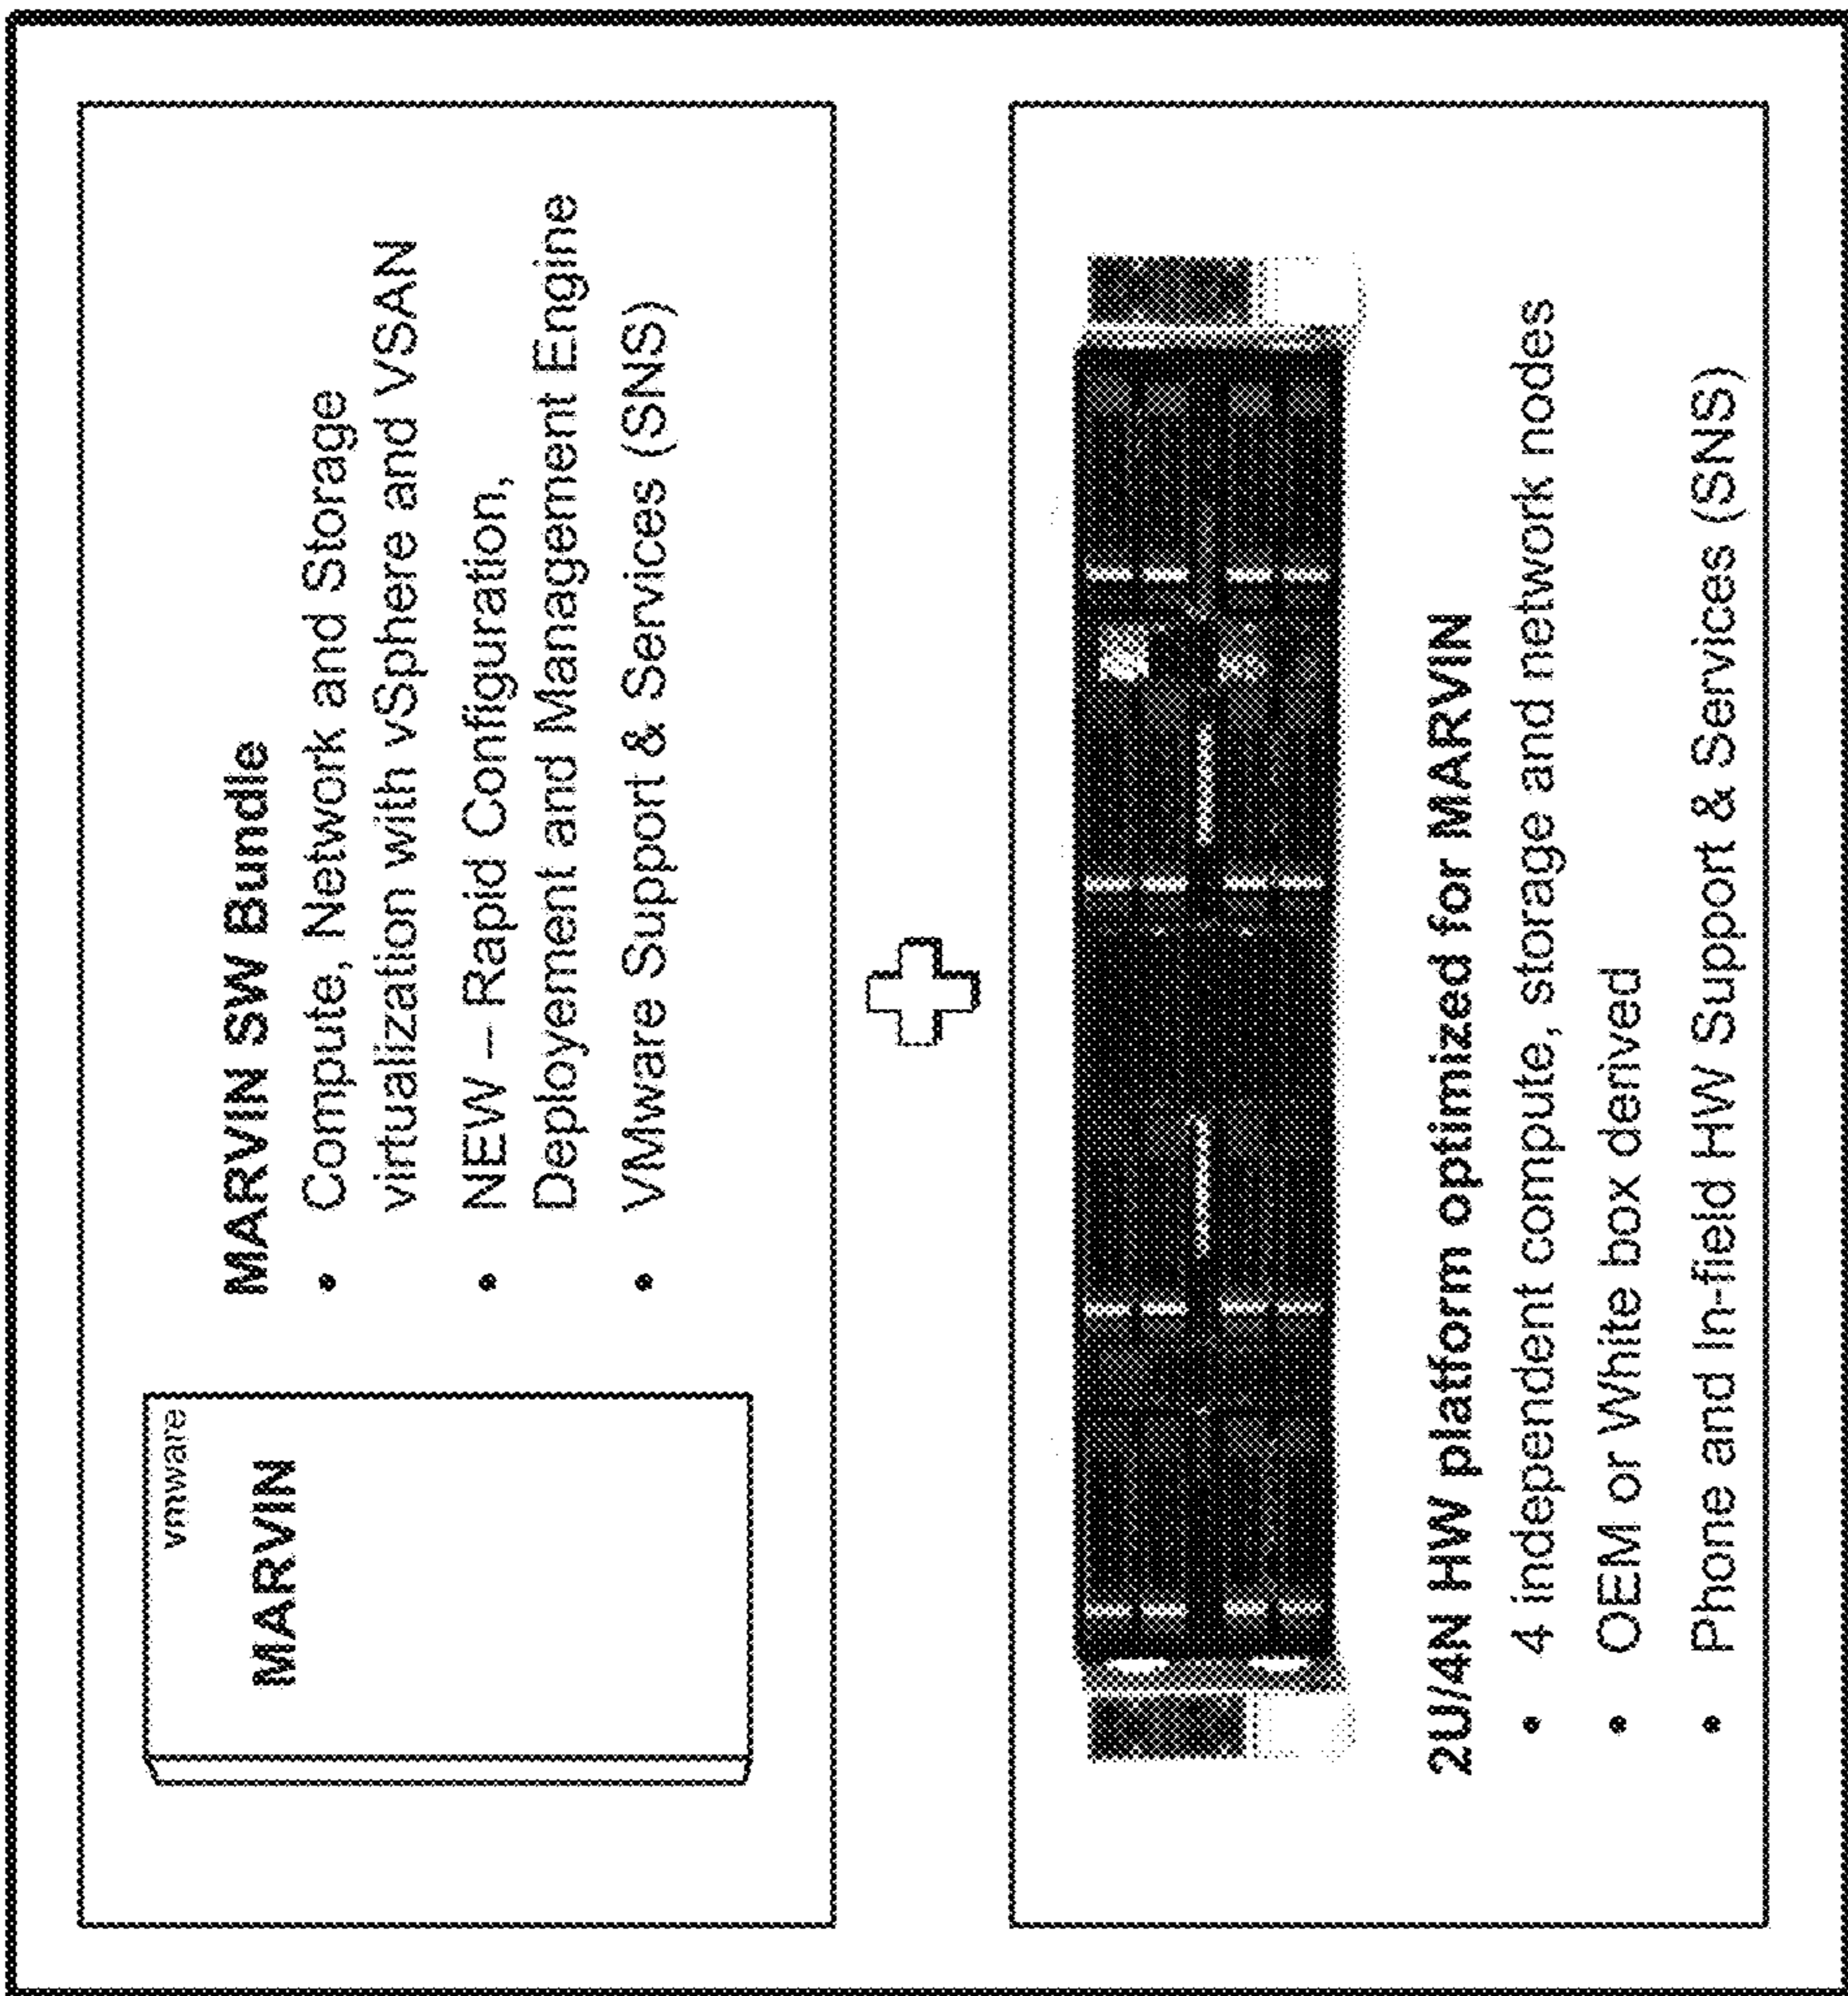 vmware
MARVIN
MARVIN SW Bundle
• Compute, Network and Storage
virtualization with vSphere and VSAN
• NEW – Rapid Configuration,
Deployement and Management Engine
• VMware Support & Services (SNS)
2U/4N HW platform optimized for MARVIN
• 4 independent compute, storage and network nodes
• OEM or White box derived
• Phone and In-field HW Support & Services (SNS)